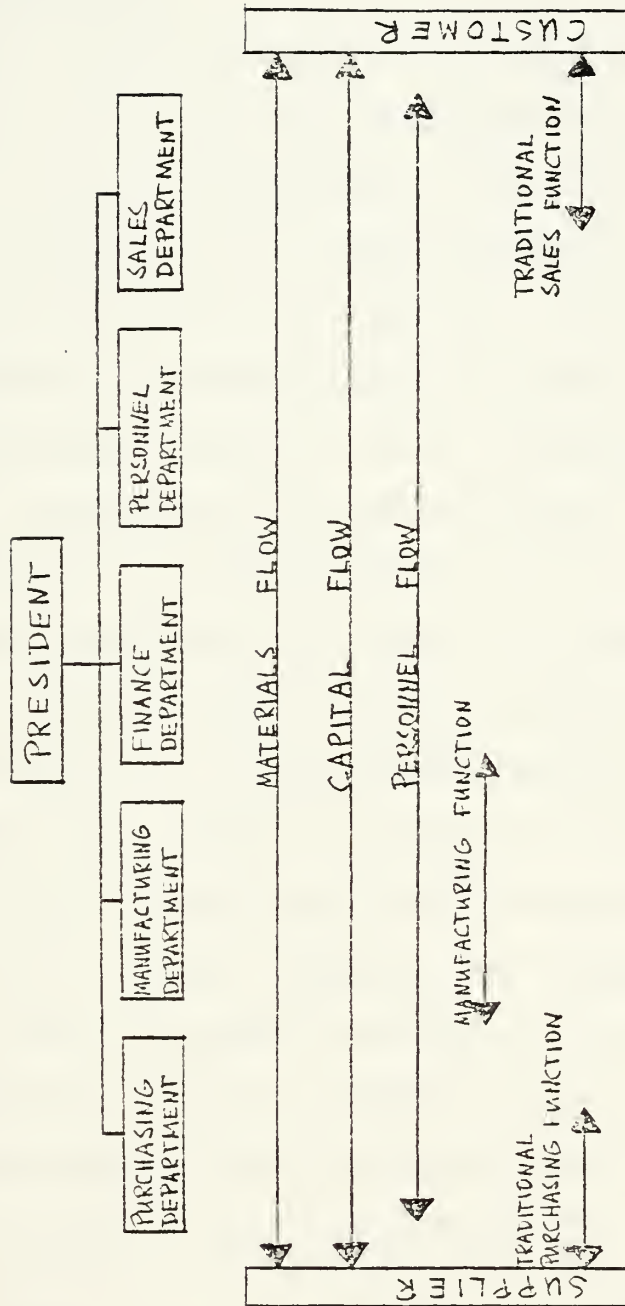 PRESIDENT
PURCHASING
DEPARTMENT
MANUFACTURING
DEPARTMENT
FINANCE
DEPARTMENT
PERSONNEL
DEPARTMENT
SALES
DEPARTMENT
SUPPLIER
CUSTOMER
MATERIALS FLOW
CAPITAL FLOW
PERSONNEL FLOW
MANUFACTURING FUNCTION
TRADITIONAL
PURCHASING FUNCTION
TRADITIONAL
SALES FUNCTION